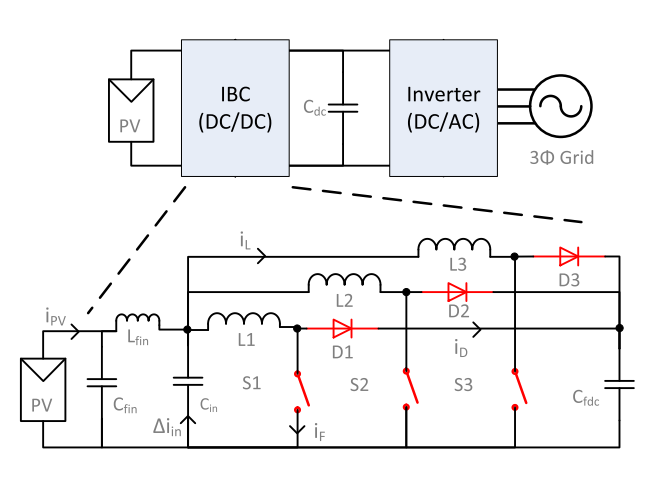 IBC
(DC/DC)
Inverter
(DC/AC)
PV
Cdc
3Φ Grid
iL
L3
D3
L2
D2
iPV
Lfin
L1
D1
iD
PV
Cfin
Cin
S1
S2
S3
Cfdc
Δiin
iF